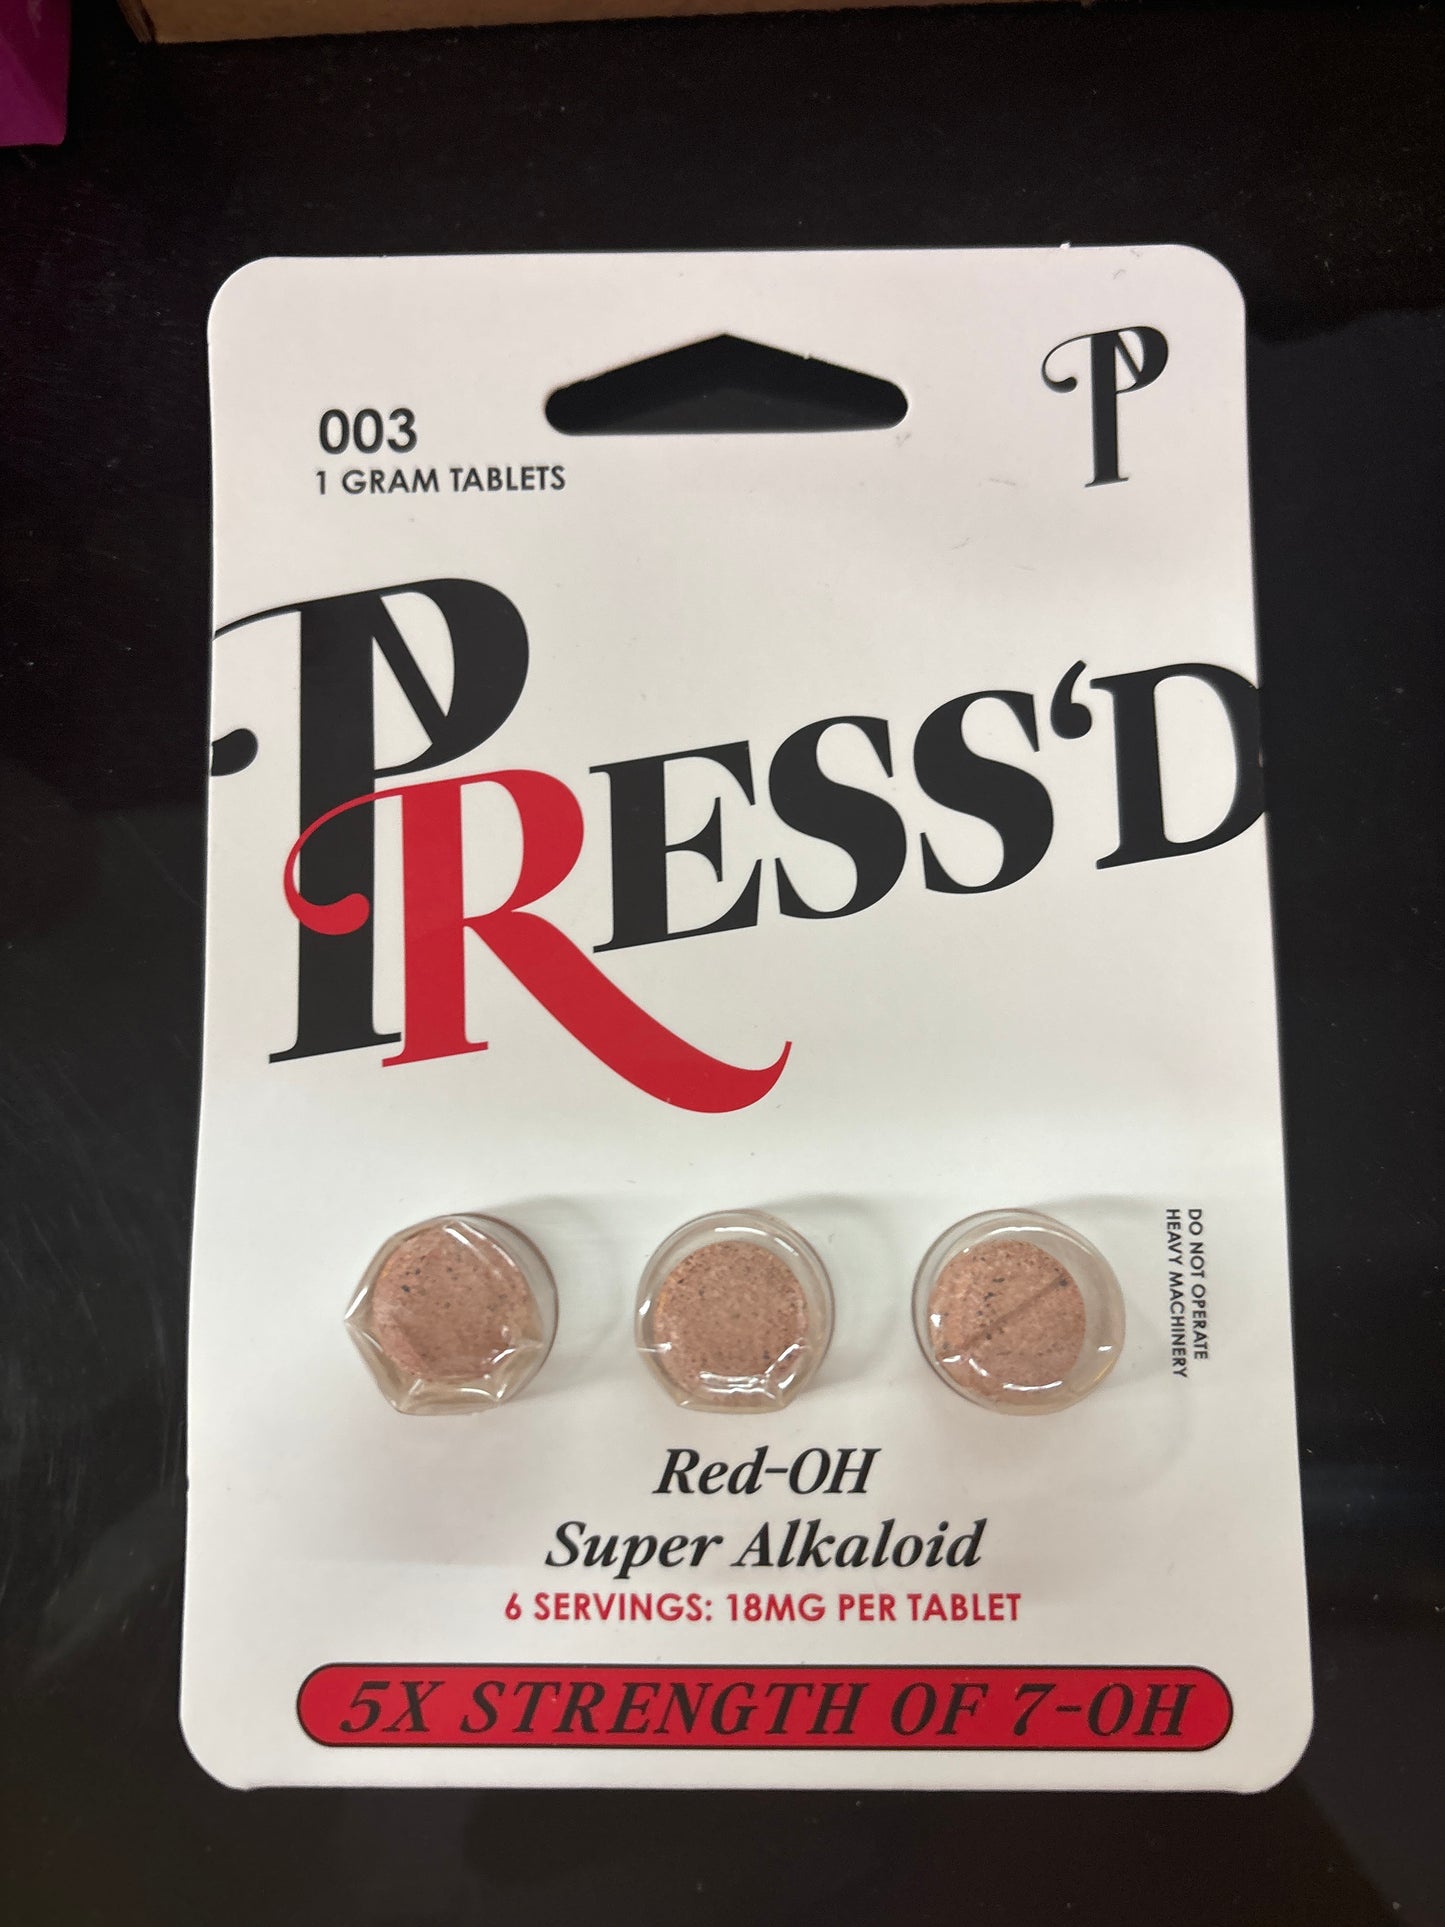 003
1 GRAM TABLETS
P
PRESS‘D
DO NOT OPERATE
HEAVY MACHINERY
Red-OH
Super Alkaloid
6 SERVINGS: 18MG PER TABLET
5X STRENGTH OF 7-OH